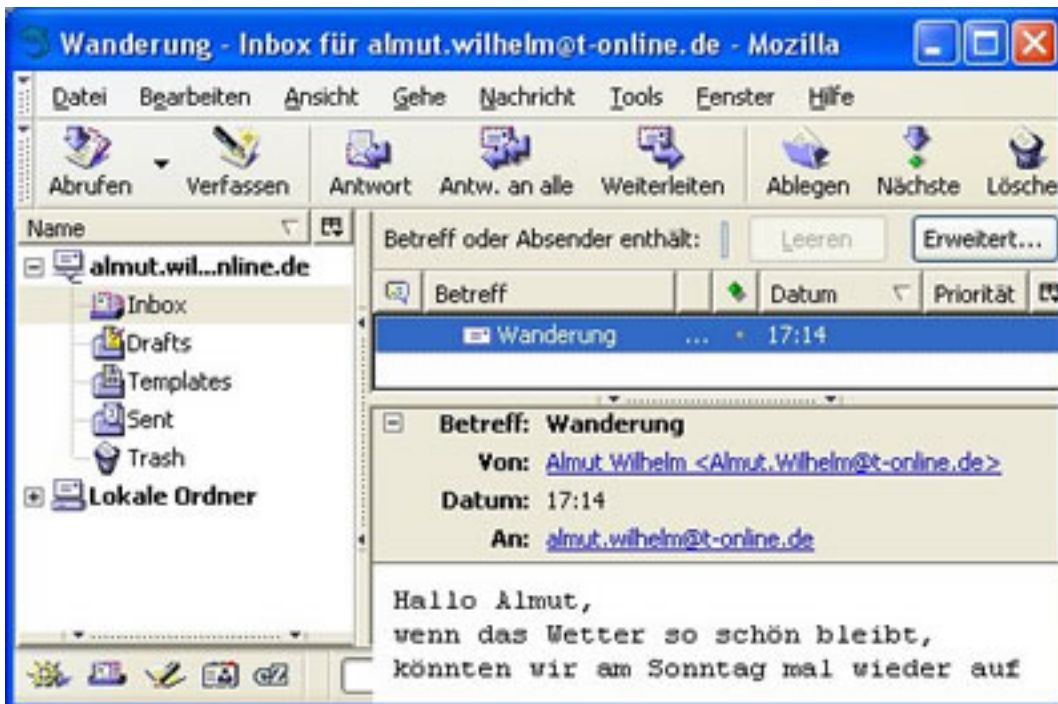 Wanderung - Inbox für almut.wilhelm@t-online.de - Mozilla
Datei Bearbeiten Ansicht Gehe Nachricht Tools Fenster Hilfe
Abrufen Verfassen Antwort Antw. an alle Weiterleiten Ablegen Nächste Lösche
Name
almut.wil...nline.de
Inbox
Drafts
Templates
Sent
Trash
Lokale Ordner
Betreff oder Absender enthält: Leeren Erweitert...
Betreff Datum Priorität
Wanderung ... 17:14
Betreff: Wanderung
Von: Almut Wilhelm <Almut.Wilhelm@t-online.de>
Datum: 17:14
An: almut.wilhelm@t-online.de
Hallo Almut,
wenn das Wetter so schön bleibt,
könnten wir am Sonntag mal wieder auf